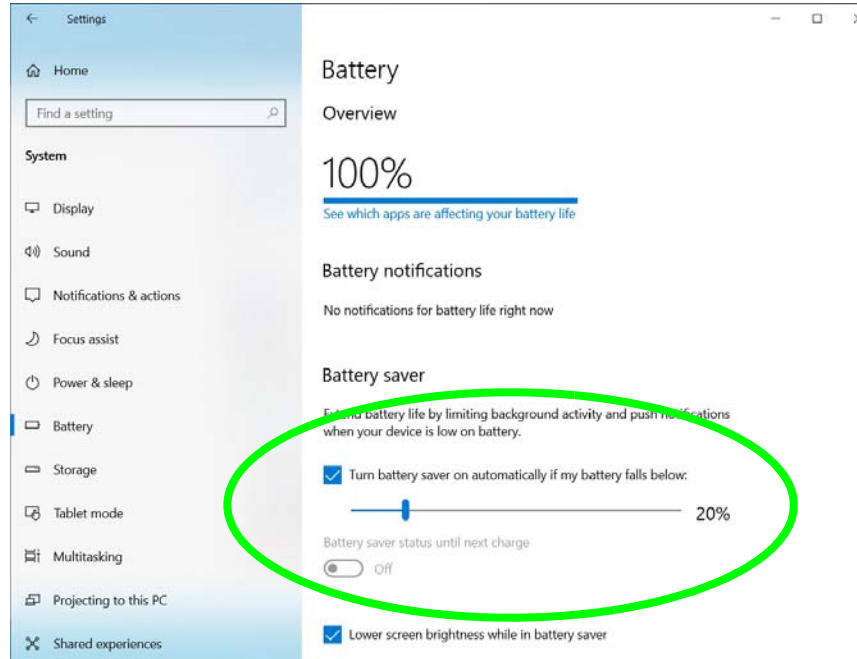 Settings
Home
Find a setting
System
Display
Sound
Notifications & actions
Focus assist
Power & sleep
Battery
Storage
Tablet mode
Multitasking
Projecting to this PC
Shared experiences
Battery
Overview
100%
See which apps are affecting your battery life
Battery notifications
No notifications for battery life right now
Battery saver
Extend battery life by limiting background activity and push notifications
when your device is low on battery.
Turn battery saver on automatically if my battery falls below:
20%
Battery saver status until next charge
Off
Lower screen brightness while in battery saver